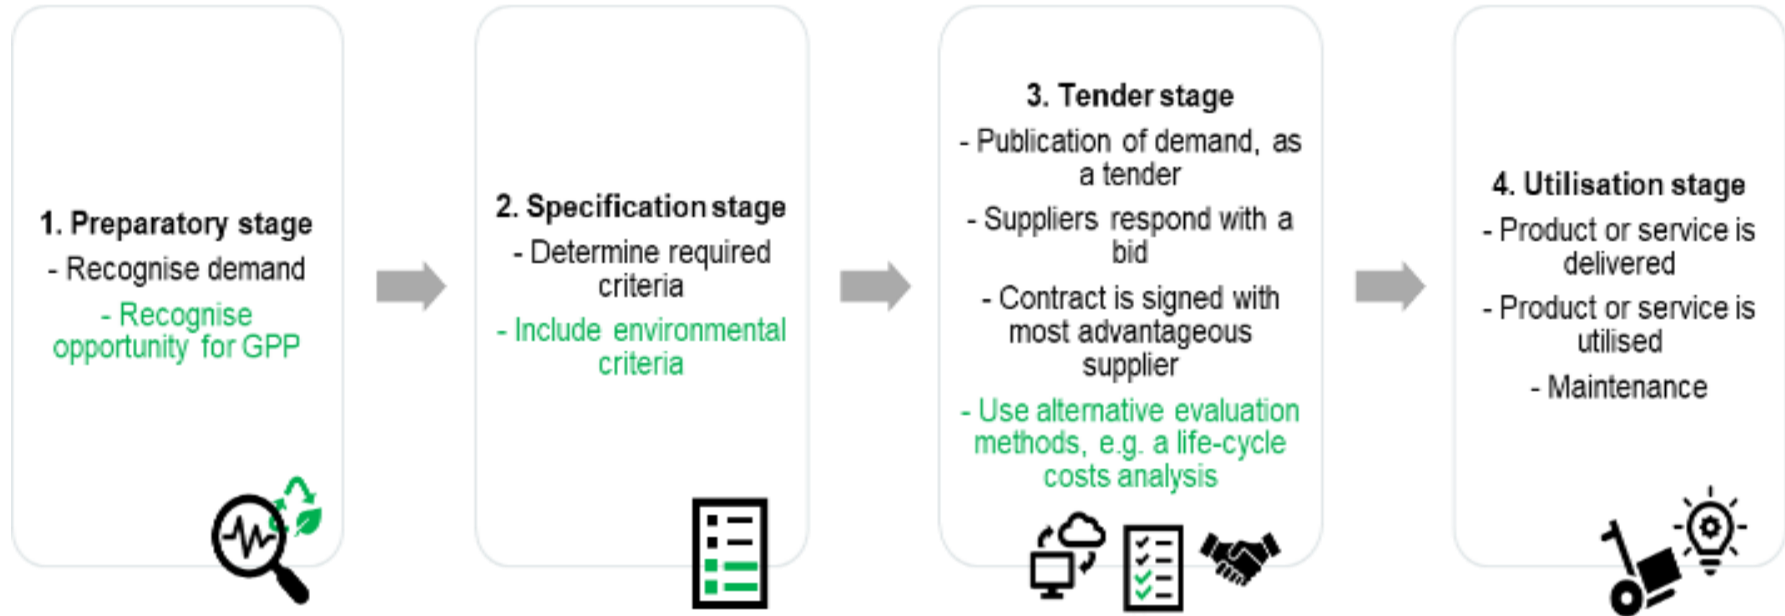 1. Preparatory stage
- Recognise demand
- Recognise
opportunity for GPP
2. Specification stage
- Determine required
criteria
- Include environmental
criteria
3. Tender stage
- Publication of demand, as
a tender
- Suppliers respond with a
bid
- Contract is signed with
most advantageous
supplier
- Use alternative evaluation
methods, e.g. a life-cycle
costs analysis
4. Utilisation stage
- Product or service is
delivered
- Product or service is
utilised
- Maintenance